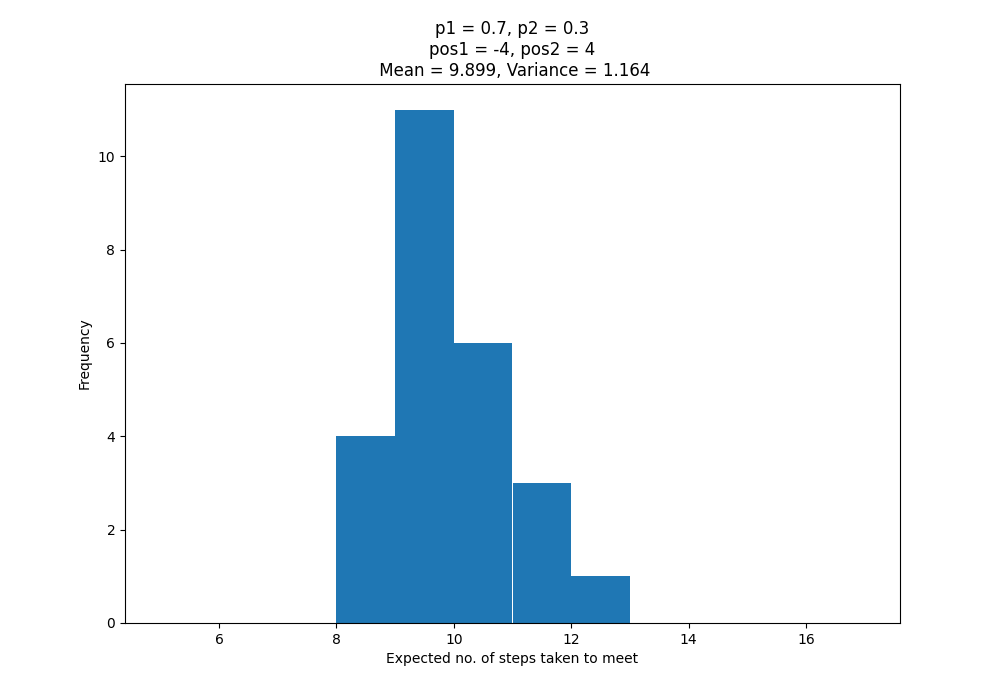 p1 = 0.7, p2 = 0.3
pos1 = -4, pos2 = 4
Mean = 9.899, Variance = 1.164
10
8
6
4
2
0
Frequency
6 8 10 12 14 16
Expected no. of steps taken to meet